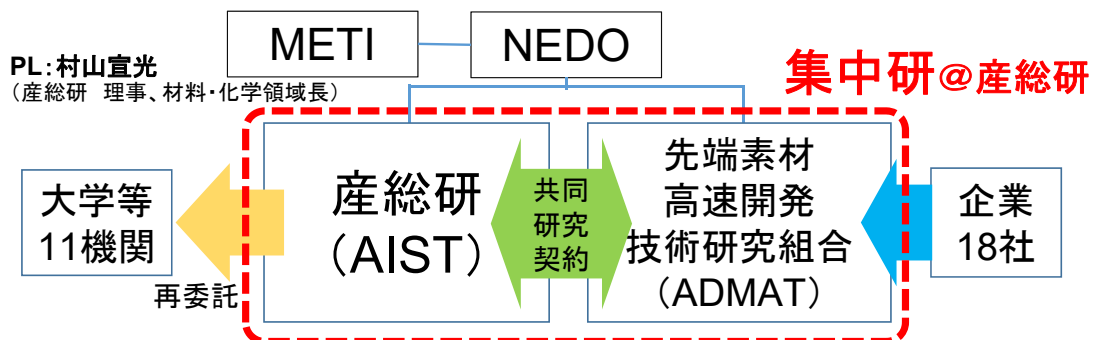 METI
NEDO
PL:村山宣光
（産総研　理事、材料・化学領域長）
集中研@産総研
大学等
11機関
再委託
産総研
（AIST）
共同
研究
契約
先端素材
高速開発
技術研究組合
（ADMAT）
企業
18社